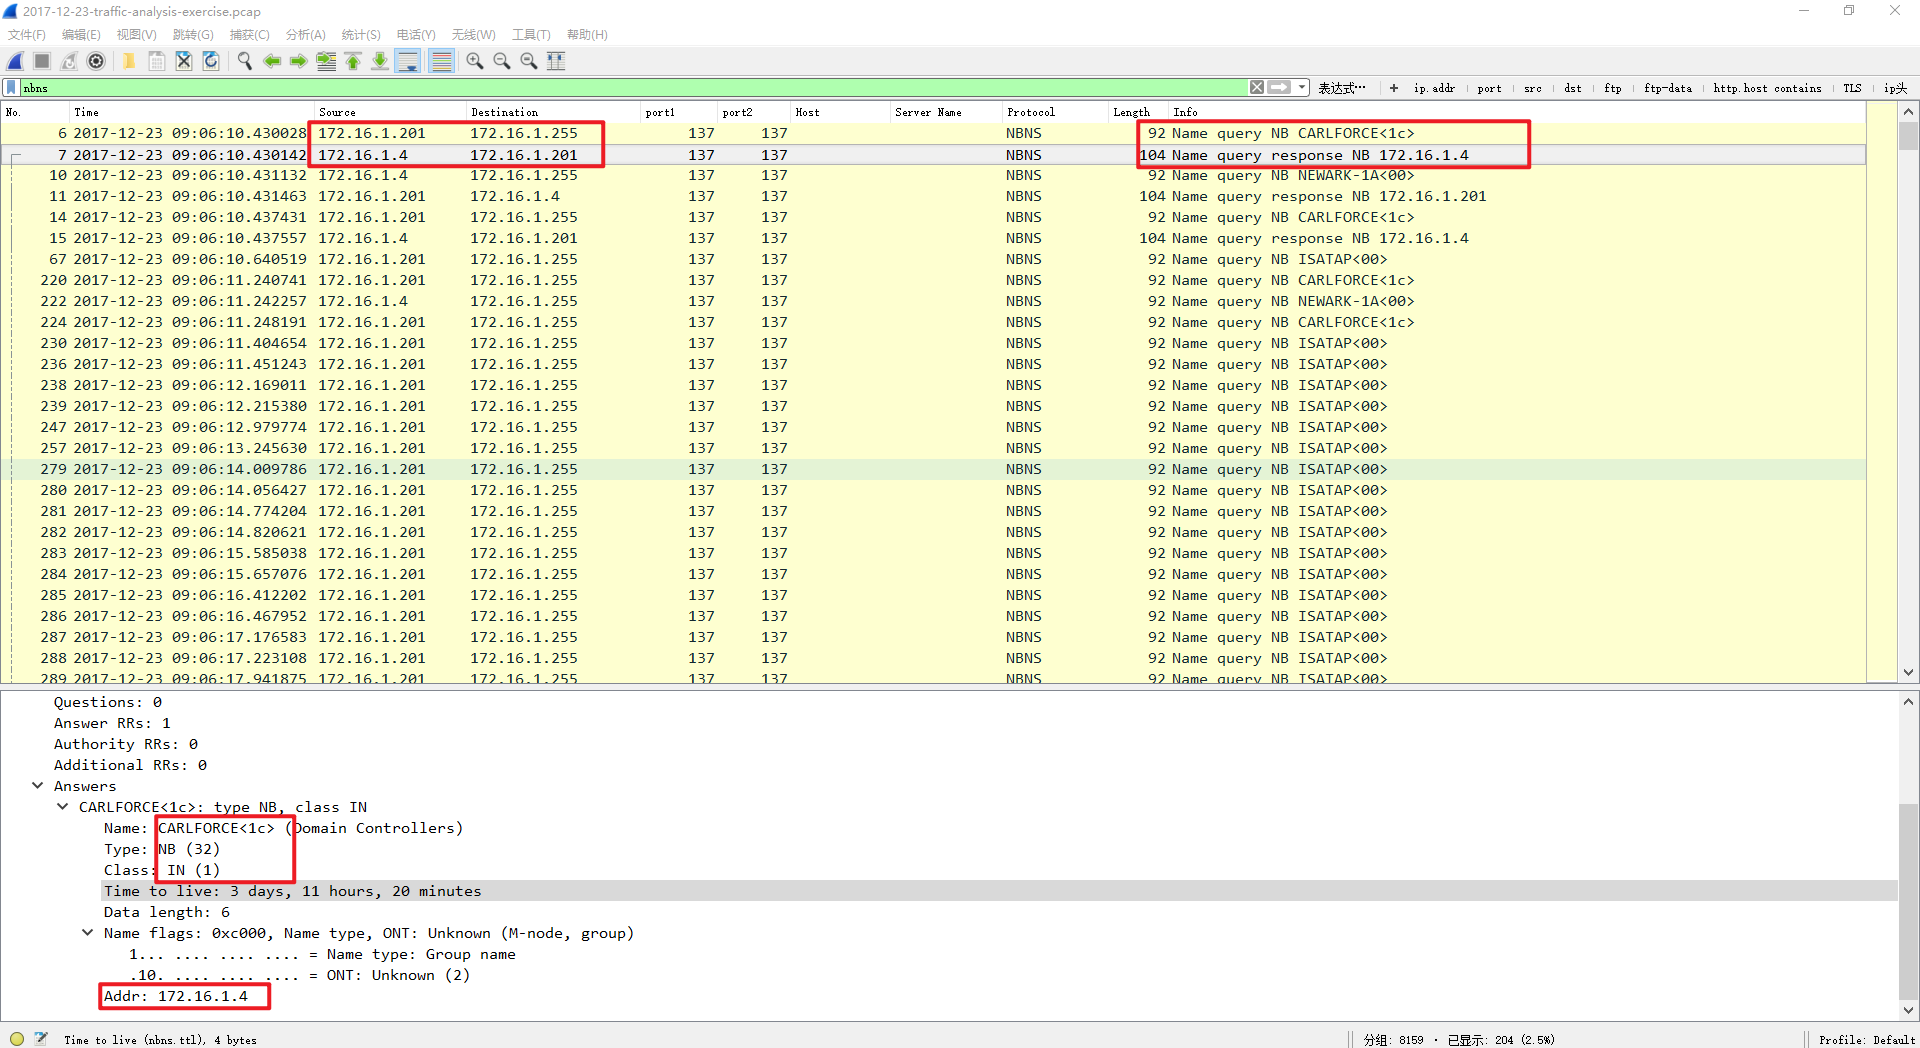 2017-12-23-traffic-analysis-exercise.pcap
文件(F) 编辑(E) 视图(V) 跳转(G) 捕获(C) 分析(A) 统计(S) 电话(Y) 无线(W) 工具(T) 帮助(H)
nbns 表达式… + ip.addr port src dst ftp ftp-data http.host contains TLS ip头
No. Time Source Destination port1 port2 Host Server Name Protocol Length Info
6 2017-12-23 09:06:10.430028 172.16.1.201 172.16.1.255 137 137 NBNS 92 Name query NB CARLFORCE<1c>
7 2017-12-23 09:06:10.430142 172.16.1.4 172.16.1.201 137 137 NBNS 104 Name query response NB 172.16.1.4
10 2017-12-23 09:06:10.431132 172.16.1.4 172.16.1.255 137 137 NBNS 92 Name query NB NEWARK-1A<00>
11 2017-12-23 09:06:10.431463 172.16.1.201 172.16.1.4 137 137 NBNS 104 Name query response NB 172.16.1.201
14 2017-12-23 09:06:10.437431 172.16.1.201 172.16.1.255 137 137 NBNS 92 Name query NB CARLFORCE<1c>
15 2017-12-23 09:06:10.437557 172.16.1.4 172.16.1.201 137 137 NBNS 104 Name query response NB 172.16.1.4
67 2017-12-23 09:06:10.640519 172.16.1.201 172.16.1.255 137 137 NBNS 92 Name query NB ISATAP<00>
220 2017-12-23 09:06:11.240741 172.16.1.201 172.16.1.255 137 137 NBNS 92 Name query NB CARLFORCE<1c>
222 2017-12-23 09:06:11.242257 172.16.1.4 172.16.1.255 137 137 NBNS 92 Name query NB NEWARK-1A<00>
224 2017-12-23 09:06:11.248191 172.16.1.201 172.16.1.255 137 137 NBNS 92 Name query NB CARLFORCE<1c>
230 2017-12-23 09:06:11.404654 172.16.1.201 172.16.1.255 137 137 NBNS 92 Name query NB ISATAP<00>
236 2017-12-23 09:06:11.451243 172.16.1.201 172.16.1.255 137 137 NBNS 92 Name query NB ISATAP<00>
238 2017-12-23 09:06:12.169011 172.16.1.201 172.16.1.255 137 137 NBNS 92 Name query NB ISATAP<00>
239 2017-12-23 09:06:12.215380 172.16.1.201 172.16.1.255 137 137 NBNS 92 Name query NB ISATAP<00>
247 2017-12-23 09:06:12.979774 172.16.1.201 172.16.1.255 137 137 NBNS 92 Name query NB ISATAP<00>
257 2017-12-23 09:06:13.245630 172.16.1.201 172.16.1.255 137 137 NBNS 92 Name query NB ISATAP<00>
279 2017-12-23 09:06:14.009786 172.16.1.201 172.16.1.255 137 137 NBNS 92 Name query NB ISATAP<00>
280 2017-12-23 09:06:14.056427 172.16.1.201 172.16.1.255 137 137 NBNS 92 Name query NB ISATAP<00>
281 2017-12-23 09:06:14.774204 172.16.1.201 172.16.1.255 137 137 NBNS 92 Name query NB ISATAP<00>
282 2017-12-23 09:06:14.820621 172.16.1.201 172.16.1.255 137 137 NBNS 92 Name query NB ISATAP<00>
283 2017-12-23 09:06:15.585038 172.16.1.201 172.16.1.255 137 137 NBNS 92 Name query NB ISATAP<00>
284 2017-12-23 09:06:15.657076 172.16.1.201 172.16.1.255 137 137 NBNS 92 Name query NB ISATAP<00>
285 2017-12-23 09:06:16.412202 172.16.1.201 172.16.1.255 137 137 NBNS 92 Name query NB ISATAP<00>
286 2017-12-23 09:06:16.467952 172.16.1.201 172.16.1.255 137 137 NBNS 92 Name query NB ISATAP<00>
287 2017-12-23 09:06:17.176583 172.16.1.201 172.16.1.255 137 137 NBNS 92 Name query NB ISATAP<00>
288 2017-12-23 09:06:17.223108 172.16.1.201 172.16.1.255 137 137 NBNS 92 Name query NB ISATAP<00>
289 2017-12-23 09:06:17.941875 172.16.1.201 172.16.1.255 137 137 NBNS 92 Name query NB ISATAP<00>
Questions: 0
Answer RRs: 1
Authority RRs: 0
Additional RRs: 0
Answers
CARLFORCE<1c>: type NB, class IN
Name: CARLFORCE<1c> (Domain Controllers)
Type: NB (32)
Class: IN (1)
Time to live: 3 days, 11 hours, 20 minutes
Data length: 6
Name flags: 0xc000, Name type, ONT: Unknown (M-node, group)
1... .... .... .... = Name type: Group name
.10. .... .... .... = ONT: Unknown (2)
Addr: 172.16.1.4
Time to live (nbns.ttl), 4 bytes 分组: 8159 · 已显示: 204 (2.5%) Profile: Default